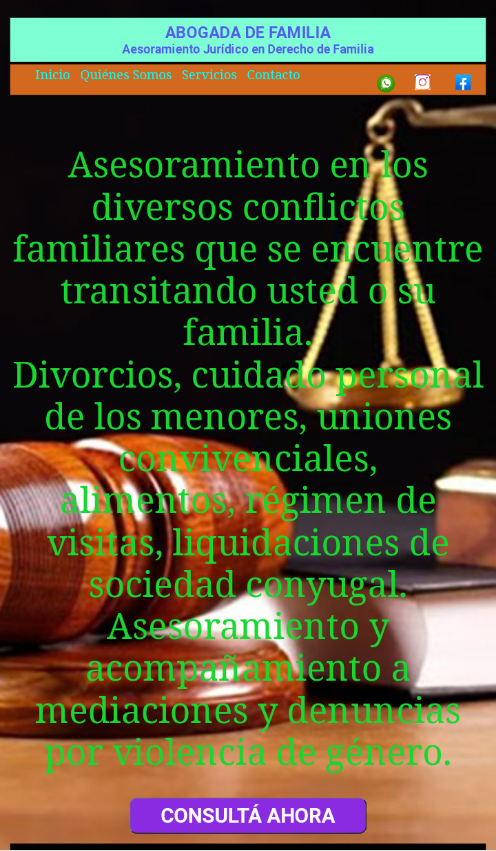 ABOGADA DE FAMILIA
Aesoramiento Jurídico en Derecho de Familia
Inicio Quiénes Somos Servicios Contacto
Asesoramiento en los
diversos conflictos
familiares que se encuentre
transitando usted o su
familia.
Divorcios, cuidado personal
de los menores, uniones
convivenciales,
alimentos, régimen de
visitas, liquidaciones de
sociedad conyugal.
Asesoramiento y
acompañamiento a
mediaciones y denuncias
por violencia de género.
CONSULTÁ AHORA